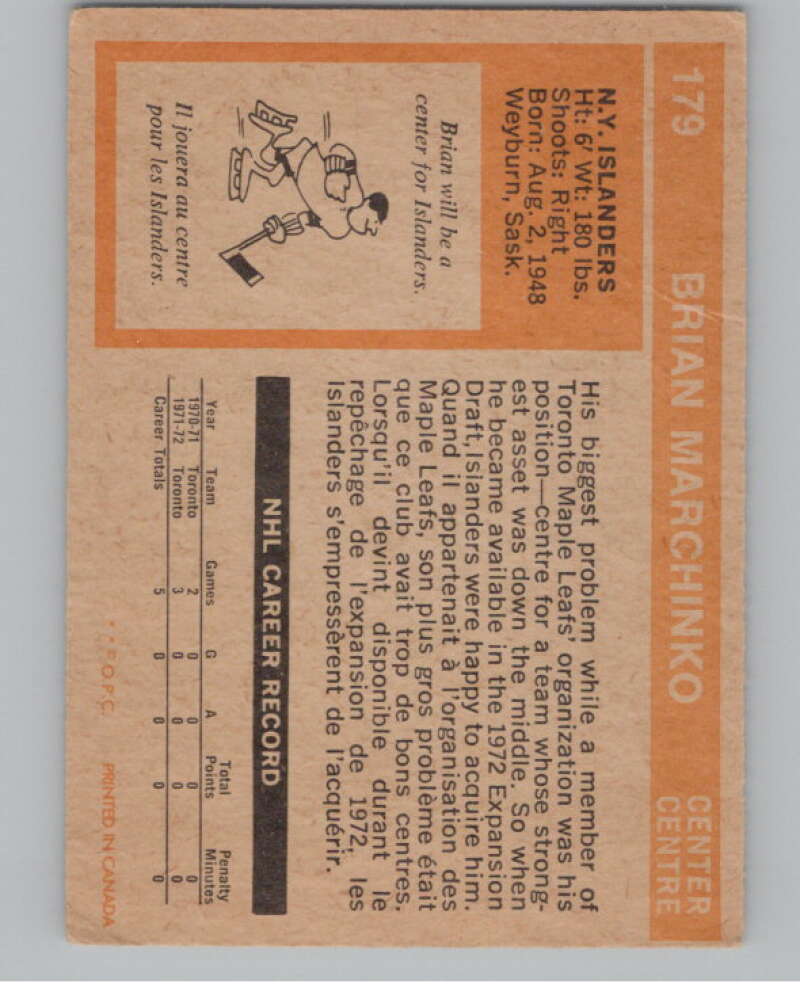 179 BRIAN MARCHINKO CENTER
CENTRE
N.Y. ISLANDERS
Ht: 6' Wt: 180 lbs.
Shoots: Right
Born: Aug. 2, 1948
Weyburn, Sask.
Brian will be a
center for Islanders.
Il jouera au centre
pour les Islanders.
His biggest problem while a member of
Toronto Maple Leafs' organization was his
position—centre for a team whose strong-
est asset was down the middle. So when
he became available in the 1972 Expansion
Draft, Islanders were happy to acquire him.
Quand il appartenait à l'organisation des
Maple Leafs, son plus gros problème était
que ce club avait trop de bons centres.
Lorsqu'il devint disponible durant le
repêchage de l'expansion de 1972, les
Islanders s'empressèrent de l'acquérir.
NHL CAREER RECORD
Year Team Games G A Total Points Penalty Minutes
1970-71 Toronto 2 0 0 0 0
1971-72 Toronto 3 0 0 0 0
Career Totals 5 0 0 0 0
* * © O.P.C. PRINTED IN CANADA